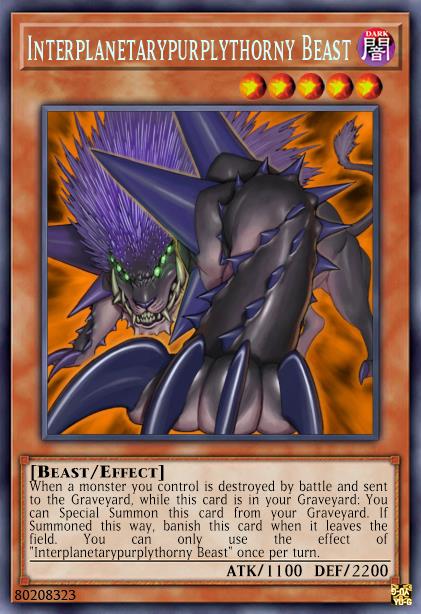 Interplanetarypurplythorny Beast
DARK
闇
[Beast/Effect]
When a monster you control is destroyed by battle and sent
to the Graveyard, while this card is in your Graveyard: You
can Special Summon this card from your Graveyard. If
Summoned this way, banish this card when it leaves the
field. You can only use the effect of
"Interplanetarypurplythorny Beast" once per turn.
ATK/1100 DEF/2200
80208323